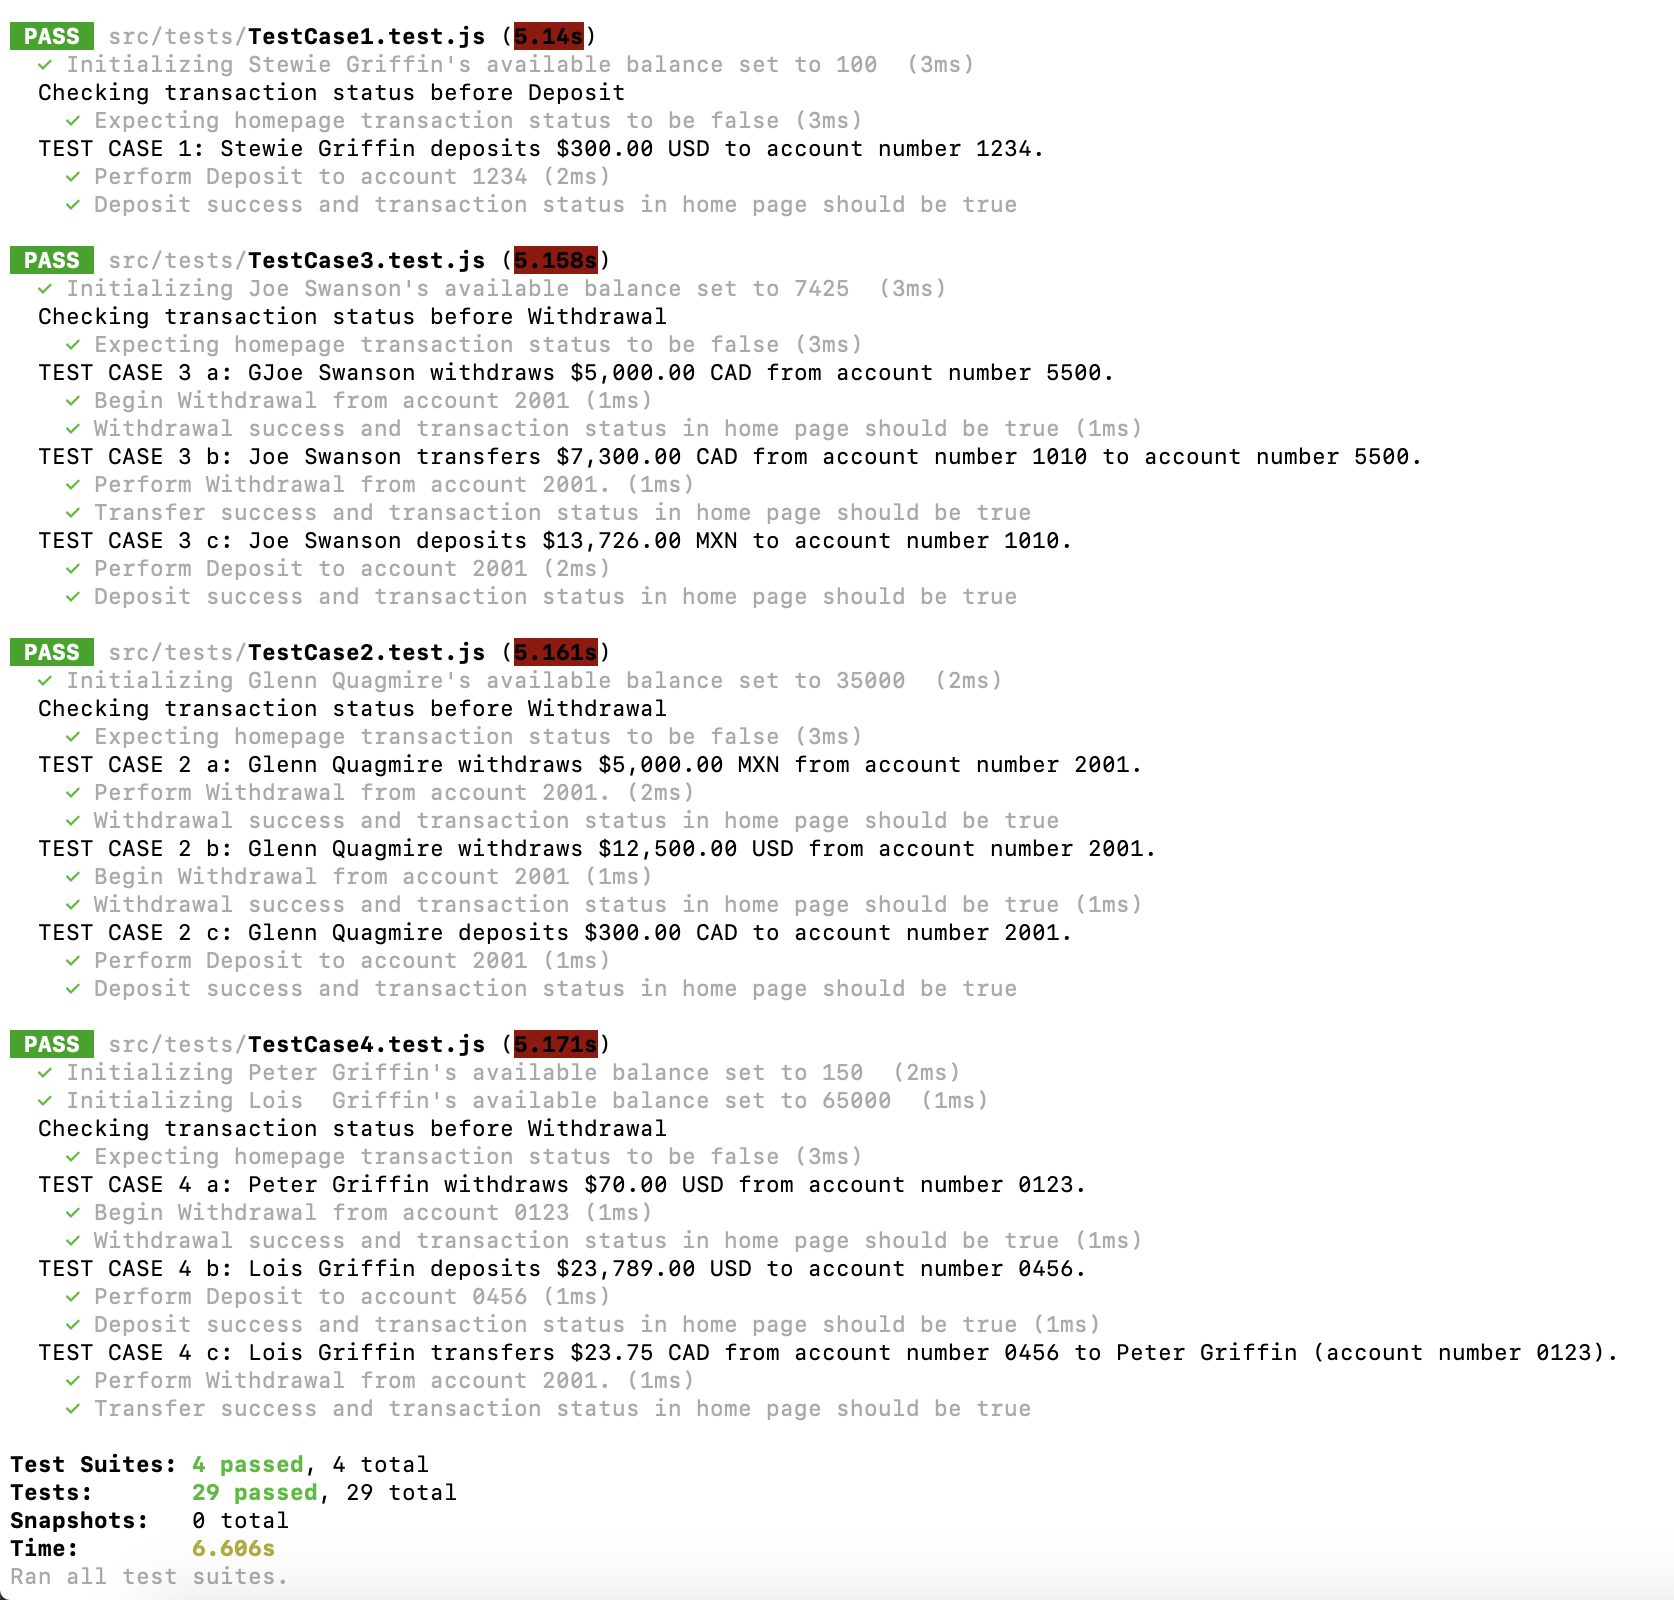 PASS src/tests/TestCase1.test.js (5.14s)
✓ Initializing Stewie Griffin's available balance set to 100  (3ms)
Checking transaction status before Deposit
✓ Expecting homepage transaction status to be false (3ms)
TEST CASE 1: Stewie Griffin deposits $300.00 USD to account number 1234.
✓ Perform Deposit to account 1234 (2ms)
✓ Deposit success and transaction status in home page should be true
PASS src/tests/TestCase3.test.js (5.158s)
✓ Initializing Joe Swanson's available balance set to 7425  (3ms)
Checking transaction status before Withdrawal
✓ Expecting homepage transaction status to be false (3ms)
TEST CASE 3 a: GJoe Swanson withdraws $5,000.00 CAD from account number 5500.
✓ Begin Withdrawal from account 2001 (1ms)
✓ Withdrawal success and transaction status in home page should be true (1ms)
TEST CASE 3 b: Joe Swanson transfers $7,300.00 CAD from account number 1010 to account number 5500.
✓ Perform Withdrawal from account 2001. (1ms)
✓ Transfer success and transaction status in home page should be true
TEST CASE 3 c: Joe Swanson deposits $13,726.00 MXN to account number 1010.
✓ Perform Deposit to account 2001 (2ms)
✓ Deposit success and transaction status in home page should be true
PASS src/tests/TestCase2.test.js (5.161s)
✓ Initializing Glenn Quagmire's available balance set to 35000  (2ms)
Checking transaction status before Withdrawal
✓ Expecting homepage transaction status to be false (3ms)
TEST CASE 2 a: Glenn Quagmire withdraws $5,000.00 MXN from account number 2001.
✓ Perform Withdrawal from account 2001. (2ms)
✓ Withdrawal success and transaction status in home page should be true
TEST CASE 2 b: Glenn Quagmire withdraws $12,500.00 USD from account number 2001.
✓ Begin Withdrawal from account 2001 (1ms)
✓ Withdrawal success and transaction status in home page should be true (1ms)
TEST CASE 2 c: Glenn Quagmire deposits $300.00 CAD to account number 2001.
✓ Perform Deposit to account 2001 (1ms)
✓ Deposit success and transaction status in home page should be true
PASS src/tests/TestCase4.test.js (5.171s)
✓ Initializing Peter Griffin's available balance set to 150  (2ms)
✓ Initializing Lois  Griffin's available balance set to 65000  (1ms)
Checking transaction status before Withdrawal
✓ Expecting homepage transaction status to be false (3ms)
TEST CASE 4 a: Peter Griffin withdraws $70.00 USD from account number 0123.
✓ Begin Withdrawal from account 0123 (1ms)
✓ Withdrawal success and transaction status in home page should be true (1ms)
TEST CASE 4 b: Lois Griffin deposits $23,789.00 USD to account number 0456.
✓ Perform Deposit to account 0456 (1ms)
✓ Deposit success and transaction status in home page should be true (1ms)
TEST CASE 4 c: Lois Griffin transfers $23.75 CAD from account number 0456 to Peter Griffin (account number 0123).
✓ Perform Withdrawal from account 2001. (1ms)
✓ Transfer success and transaction status in home page should be true
Test Suites: 4 passed, 4 total
Tests: 29 passed, 29 total
Snapshots: 0 total
Time: 6.606s
Ran all test suites.